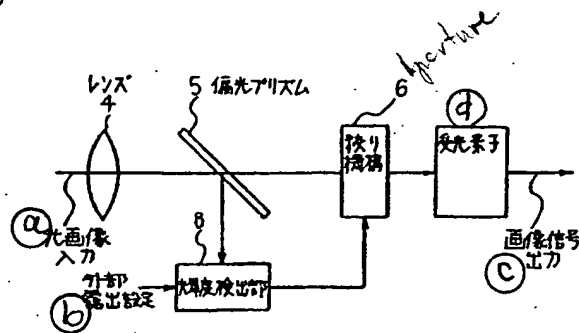 レンズ
4
5 偏光プリズム
6 Aperture
絞り
機構
ⓓ
受光素子
ⓐ
光画像
入力
8
輝度検出部
ⓑ
外部
露出設定
画像信号
出力
ⓒ